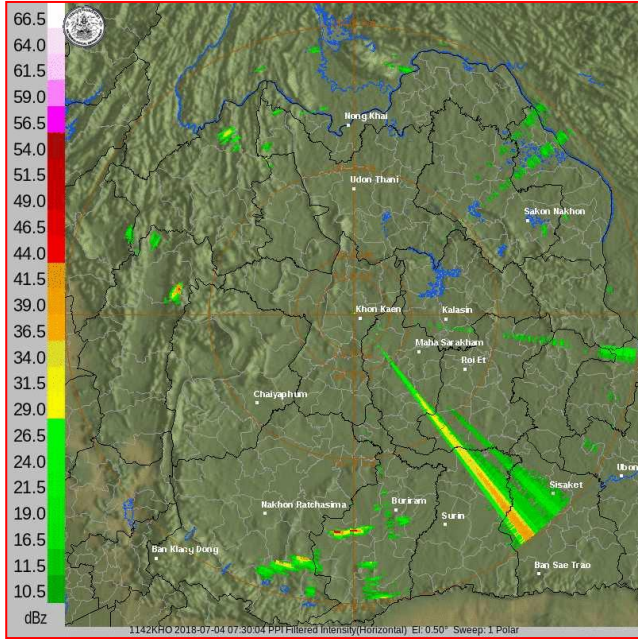 66.5
64.0
61.5
59.0
56.5
54.0
51.5
49.0
46.5
44.0
41.5
39.0
36.5
34.0
31.5
29.0
26.5
24.0
21.5
19.0
16.5
11.5
10.5
dBz
Nong Khai
Udon Thani
Sakon Nakhon
Khon Kaen
Kalasin
Maha Sarakham
Roi Et
Chaiyaphum
Ubon
Sisaket
Nakhon Ratchasima
Buriram
Surin
Ban Klang Dong
Ban Sae Trao
1142KHO 2018-07-04 07:30:04 PPI Filtered Intensity(Horizontal) El: 0.50° Sweep: 1 Polar